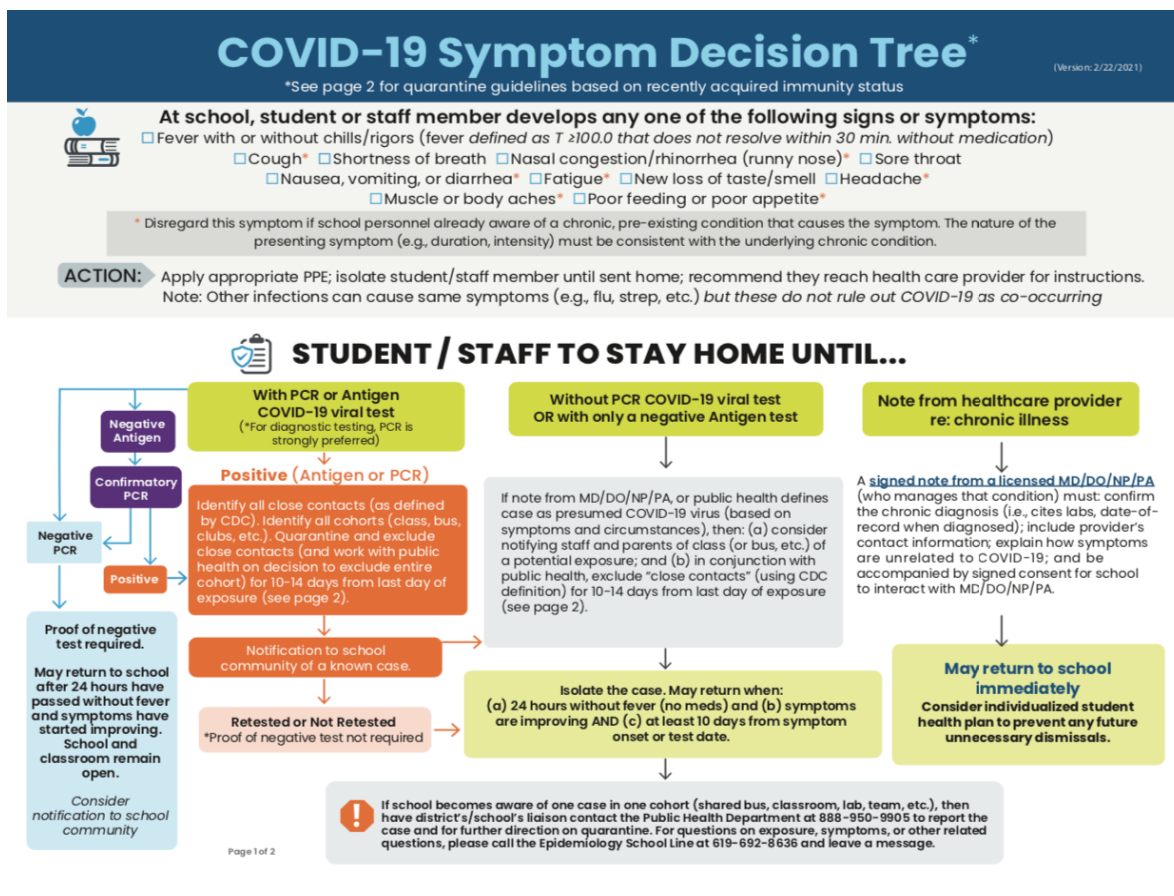 COVID-19 Symptom Decision Tree*
(Version: 2/22/2021)
*See page 2 for quarantine guidelines based on recently acquired immunity status
At school, student or staff member develops any one of the following signs or symptoms:
Fever with or without chills/rigors (fever defined as T ≥100.0 that does not resolve within 30 min. without medication)
Cough* Shortness of breath Nasal congestion/rhinorrhea (runny nose)* Sore throat
Nausea, vomiting, or diarrhea* Fatigue* New loss of taste/smell Headache*
Muscle or body aches* Poor feeding or poor appetite*
* Disregard this symptom if school personnel already aware of a chronic, pre-existing condition that causes the symptom. The nature of the
presenting symptom (e.g., duration, intensity) must be consistent with the underlying chronic condition.
ACTION: Apply appropriate PPE; isolate student/staff member until sent home; recommend they reach health care provider for instructions.
Note: Other infections can cause same symptoms (e.g., flu, strep, etc.) but these do not rule out COVID-19 as co-occurring
STUDENT / STAFF TO STAY HOME UNTIL...
Negative
Antigen
Confirmatory
PCR
Negative
PCR
Positive
Proof of negative
test required.
May return to school
after 24 hours have
passed without fever
and symptoms have
started improving.
School and
classroom remain
open.
Consider
notification to school
community
With PCR or Antigen
COVID-19 viral test
(*For diagnostic testing, PCR is
strongly preferred)
Positive (Antigen or PCR)
Identify all close contacts (as defined
by CDC). Identify all cohorts (class, bus,
clubs, etc.). Quarantine and exclude
close contacts (and work with public
health on decision to exclude entire
cohort) for 10-14 days from last day of
exposure (see page 2).
Notification to school
community of a known case.
Retested or Not Retested
*Proof of negative test not required
Without PCR COVID-19 viral test
OR with only a negative Antigen test
If note from MD/DO/NP/PA, or public health defines
case as presumed COVID-19 virus (based on
symptoms and circumstances), then: (a) consider
notifying staff and parents of class (or bus, etc.) of
a potential exposure; and (b) in conjunction with
public health, exclude “close contacts” (using CDC
definition) for 10-14 days from last day of exposure
(see page 2).
Isolate the case. May return when:
(a) 24 hours without fever (no meds) and (b) symptoms
are improving AND (c) at least 10 days from symptom
onset or test date.
Note from healthcare provider
re: chronic illness
A signed note from a licensed MD/DO/NP/PA
(who manages that condition) must: confirm
the chronic diagnosis (i.e., cites labs, date-of-
record when diagnosed); include provider’s
contact information; explain how symptoms
are unrelated to COVID-19; and be
accompanied by signed consent for school
to interact with MD/DO/NP/PA.
May return to school
immediately
Consider individualized student
health plan to prevent any future
unnecessary dismissals.
If school becomes aware of one case in one cohort (shared bus, classroom, lab, team, etc.), then
have district’s/school’s liaison contact the Public Health Department at 888-950-9905 to report the
case and for further direction on quarantine. For questions on exposure, symptoms, or other related
questions, please call the Epidemiology School Line at 619-692-8636 and leave a message.
Page 1 of 2